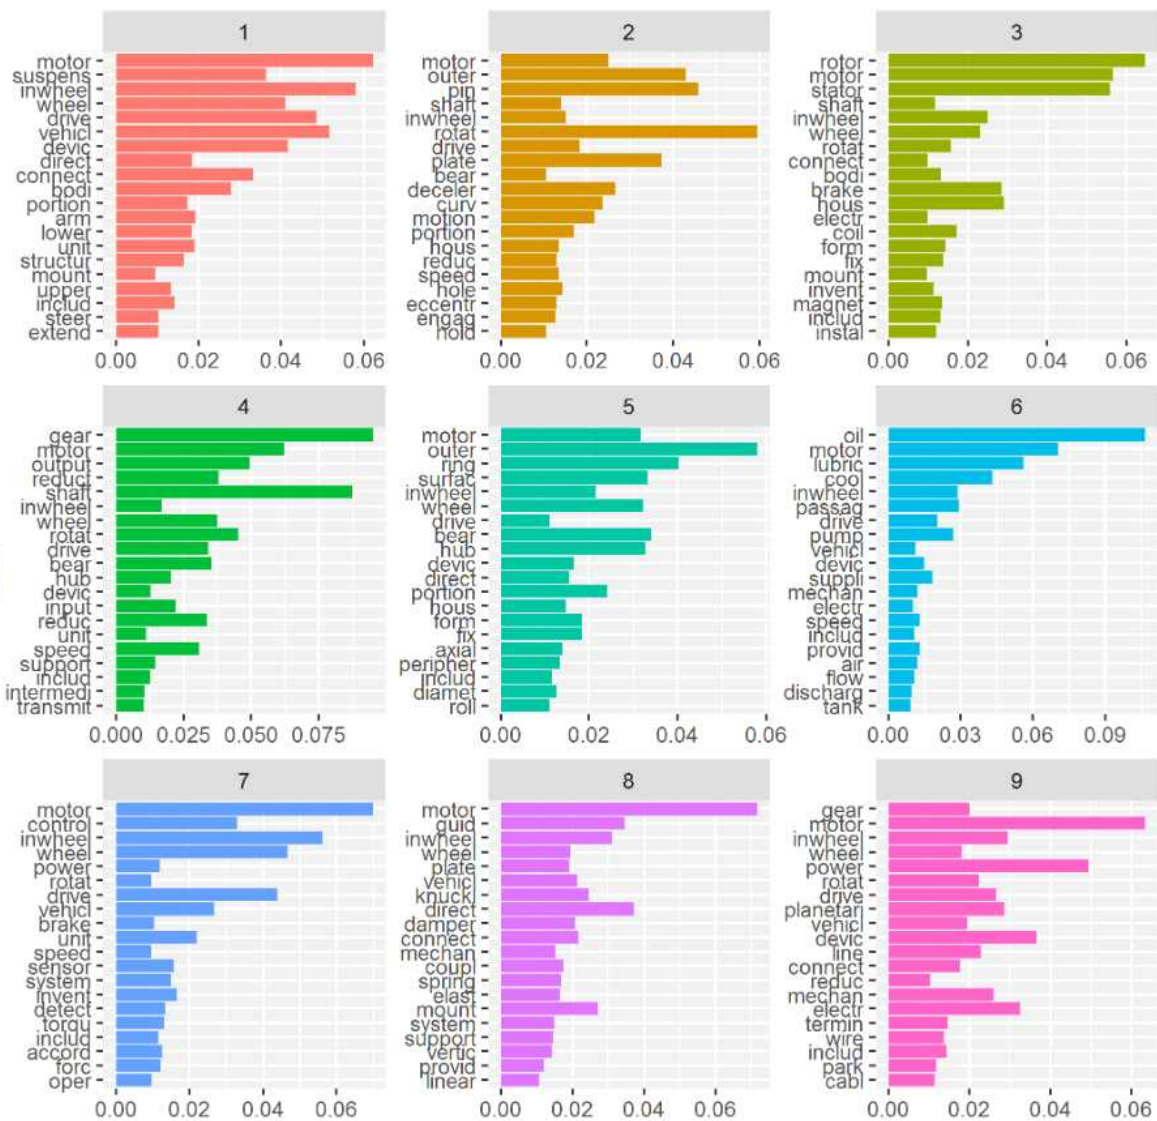 1
motor
suspens
inwheel
wheel
drive
vehicl
devic
direct
connect
bodi
portion
arm
lower
unit
structur
mount
upper
includ
steer
extend
0.00 0.02 0.04 0.06
2
motor
outer
pin
shaft
inwheel
rotat
drive
plate
bear
deceler
curv
motion
portion
hous
reduc
speed
hole
eccentr
engag
hold
0.00 0.02 0.04 0.06
3
rotor
motor
stator
shaft
inwheel
wheel
rotat
connect
bodi
brake
hous
electr
coil
form
fix
mount
invent
magnet
includ
instal
0.00 0.02 0.04 0.06
4
gear
motor
output
reduct
shaft
inwheel
wheel
rotat
drive
bear
hub
devic
input
reduc
unit
speed
support
includ
intermedi
transmit
0.000 0.025 0.050 0.075
5
motor
outer
ring
surfac
inwheel
wheel
drive
bear
hub
devic
direct
portion
hous
form
fix
axial
peripher
includ
diamet
roll
0.00 0.02 0.04 0.06
6
oil
motor
lubric
cool
inwheel
passag
drive
pump
vehicl
devic
suppli
mechan
electr
speed
includ
provid
air
flow
discharg
tank
0.00 0.03 0.06 0.09
7
motor
control
inwheel
wheel
power
rotat
drive
vehicl
brake
unit
speed
sensor
system
invent
detect
torqu
includ
accord
forc
oper
0.00 0.02 0.04 0.06
8
motor
guid
inwheel
wheel
plate
vehicl
knuckl
direct
damper
connect
mechan
coupl
spring
elast
mount
system
support
vertic
provid
linear
0.00 0.02 0.04 0.06
9
gear
motor
inwheel
wheel
power
rotat
drive
planetari
vehicl
devic
line
connect
reduc
mechan
electr
termin
wire
includ
park
cabl
0.00 0.02 0.04 0.06